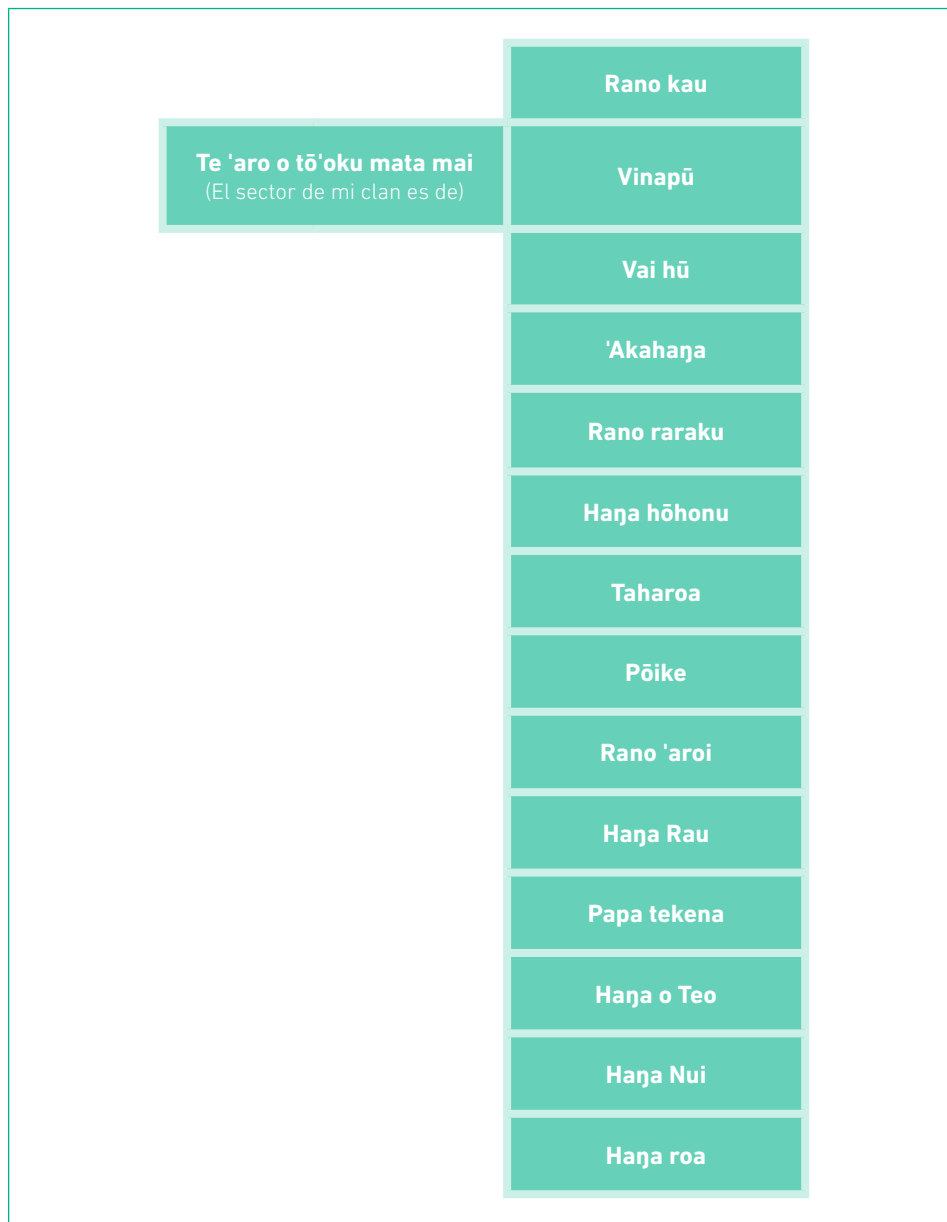 Rano kau
Te 'aro o tō'oku mata mai
(El sector de mi clan es de)
Vinapū
Vai hū
'Akahaŋa
Rano raraku
Haŋa hōhonu
Taharoa
Pōike
Rano 'aroi
Haŋa Rau
Papa tekena
Haŋa o Teo
Haŋa Nui
Haŋa roa